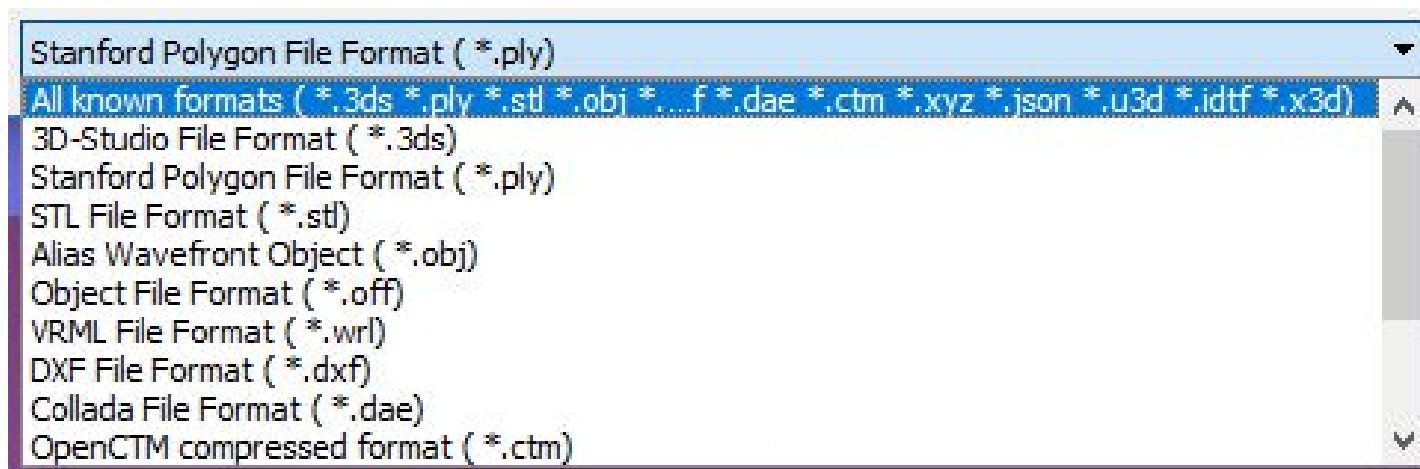 Stanford Polygon File Format ( *.ply)
All known formats ( *.3ds *.ply *.stl *.obj *....f *.dae *.ctm *.xyz *.json *.u3d *.idtf *.x3d)
3D-Studio File Format ( *.3ds)
Stanford Polygon File Format ( *.ply)
STL File Format ( *.stl)
Alias Wavefront Object ( *.obj)
Object File Format ( *.off)
VRML File Format ( *.wrl)
DXF File Format ( *.dxf)
Collada File Format ( *.dae)
OpenCTM compressed format ( *.ctm)